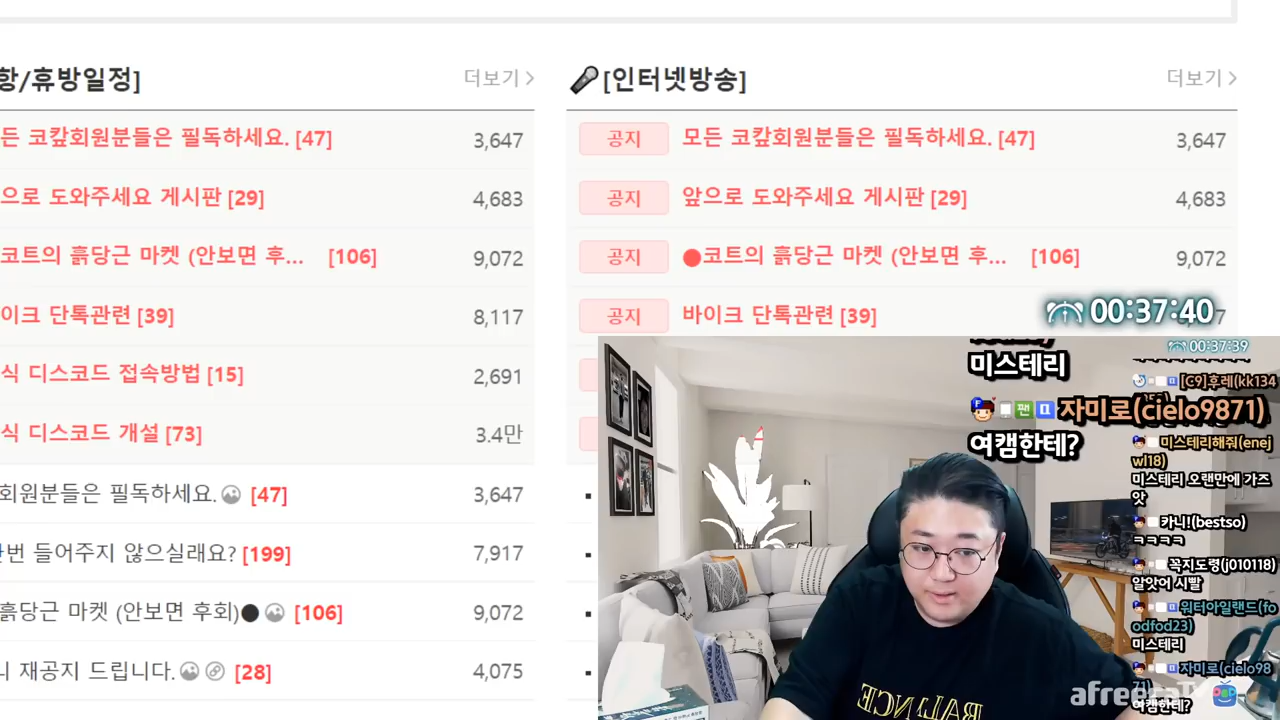 항/휴방일정]
더보기 >
든 코카회원분들은 필독하세요. [47]
3,647
으로 도와주세요 게시판 [29]
4,683
코트의 흙당근 마켓 (안보면 후... [106]
9,072
이크 단톡관련 [39]
8,117
식 디스코드 접속방법 [15]
2,691
식 디스코드 개설 [73]
3.4만
회원분들은 필독하세요. [47]
3,647
번 들어주지 않으실래요? [199]
7,917
흙당근 마켓 (안보면 후회)● [106]
9,072
니 재공지 드립니다. [28]
4,075
[인터넷방송]
더보기 >
공지 모든 코캎회원분들은 필독하세요. [47]
3,647
공지 앞으로 도와주세요 게시판 [29]
4,683
공지 ●코트의 흙당근 마켓 (안보면 후... [106]
9,072
공지 바이크 단톡관련 [39]
7
00:37:40
00:37:39
미스테리
팬 자미로(cielo9871)
여캠한테?
[C9]후레(kk134
미스테리해줘(enej
wl18)
미스테리 오랜만에 가즈
앗
카니!(bestso)
ㅋㅋㅋㅋ
꼭지도령(j010118)
알앗어 시발
워터아일랜드(fo
odfod23)
미스테리
자미로(cielo98
71)
여캠한테?
afreecaTV
BALANCE